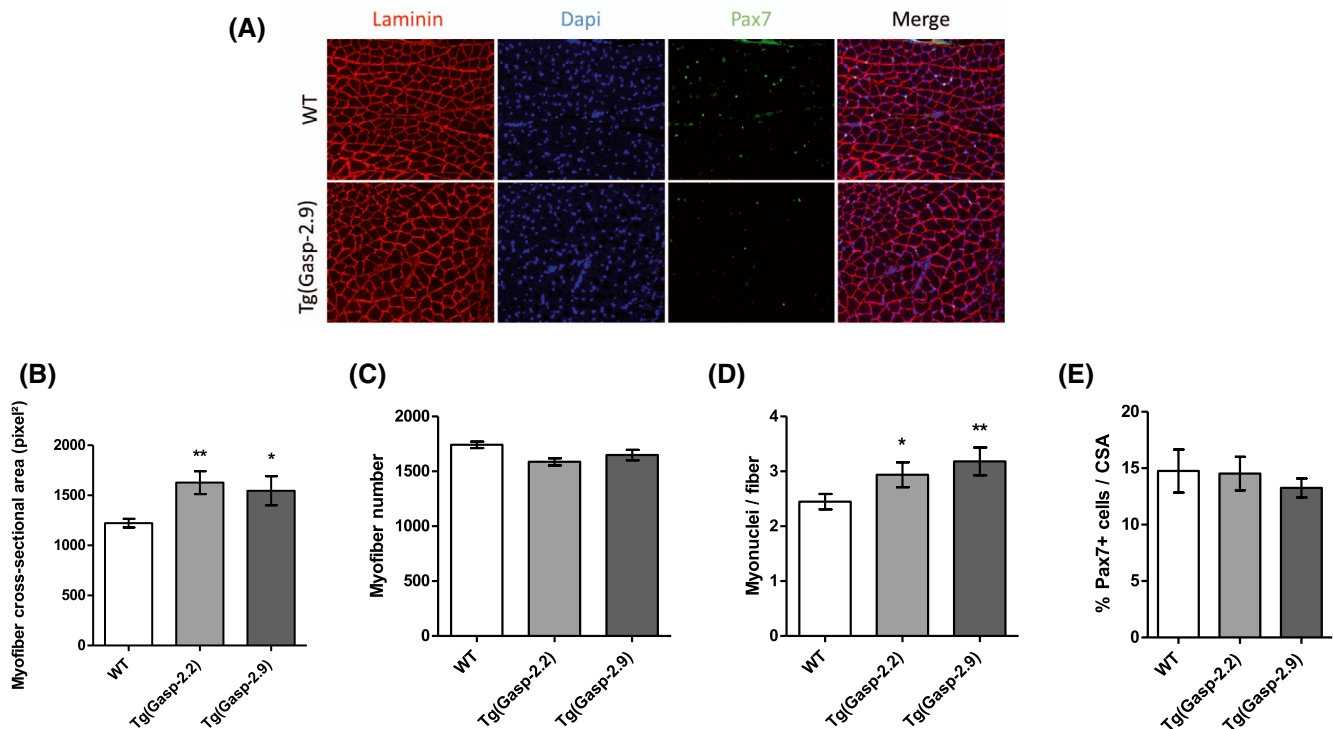 (A)
Laminin Dapi Pax7 Merge
WT
Tg(Gasp-2.9)
(B)
Myofiber cross-sectional area (pixel²)
2000
1500
1000
500
0
** *
WT Tg(Gasp-2.2) Tg(Gasp-2.9)
(C)
Myofiber number
2000
1500
1000
500
0
WT Tg(Gasp-2.2) Tg(Gasp-2.9)
(D)
Myonuclei / fiber
4
3
2
1
0
* **
WT Tg(Gasp-2.2) Tg(Gasp-2.9)
(E)
% Pax7+ cells / CSA
20
15
10
5
0
WT Tg(Gasp-2.2) Tg(Gasp-2.9)